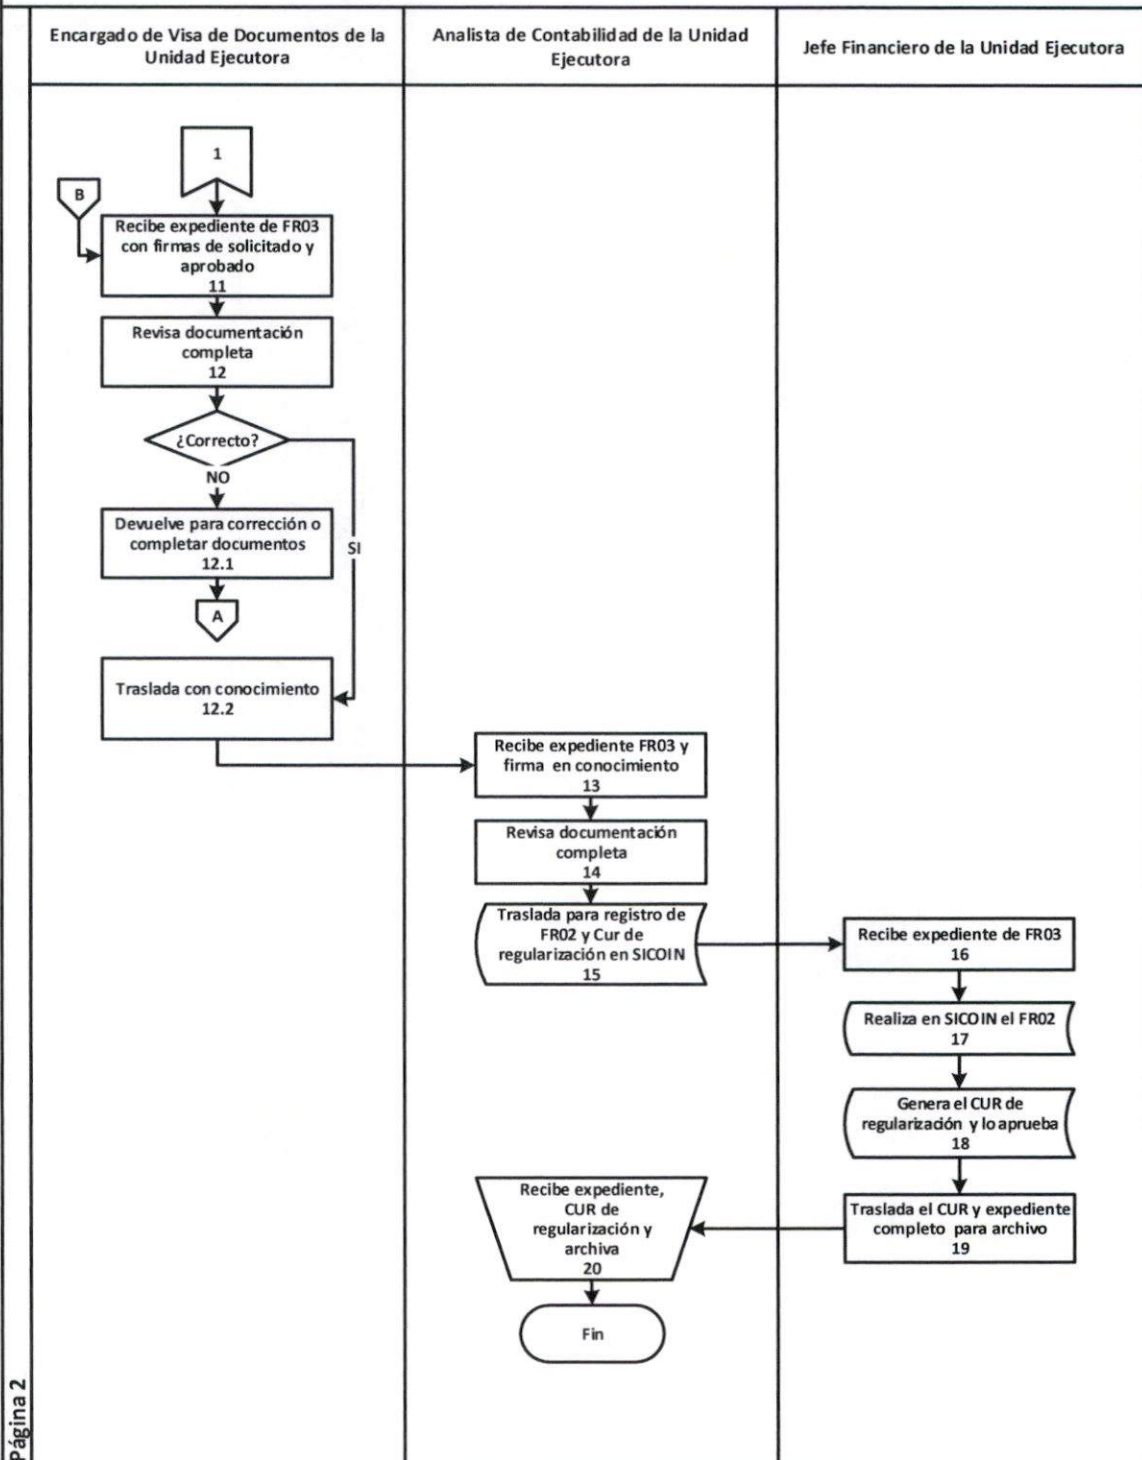 Encargado de Visa de Documentos de la
Unidad Ejecutora
Analista de Contabilidad de la Unidad
Ejecutora
Jefe Financiero de la Unidad Ejecutora
1
B
Recibe expediente de FR03
con firmas de solicitado y
aprobado
11
Revisa documentación
completa
12
¿Correcto?
NO
SI
Devuelve para corrección o
completar documentos
12.1
A
Traslada con conocimiento
12.2
Recibe expediente FR03 y
firma en conocimiento
13
Revisa documentación
completa
14
Traslada para registro de
FR02 y Cur de
regularización en SICOIN
15
Recibe expediente de FR03
16
Realiza en SICOIN el FR02
17
Genera el CUR de
regularización y lo aprueba
18
Traslada el CUR y expediente
completo para archivo
19
Recibe expediente,
CUR de
regularización y
archiva
20
Fin
Página 2